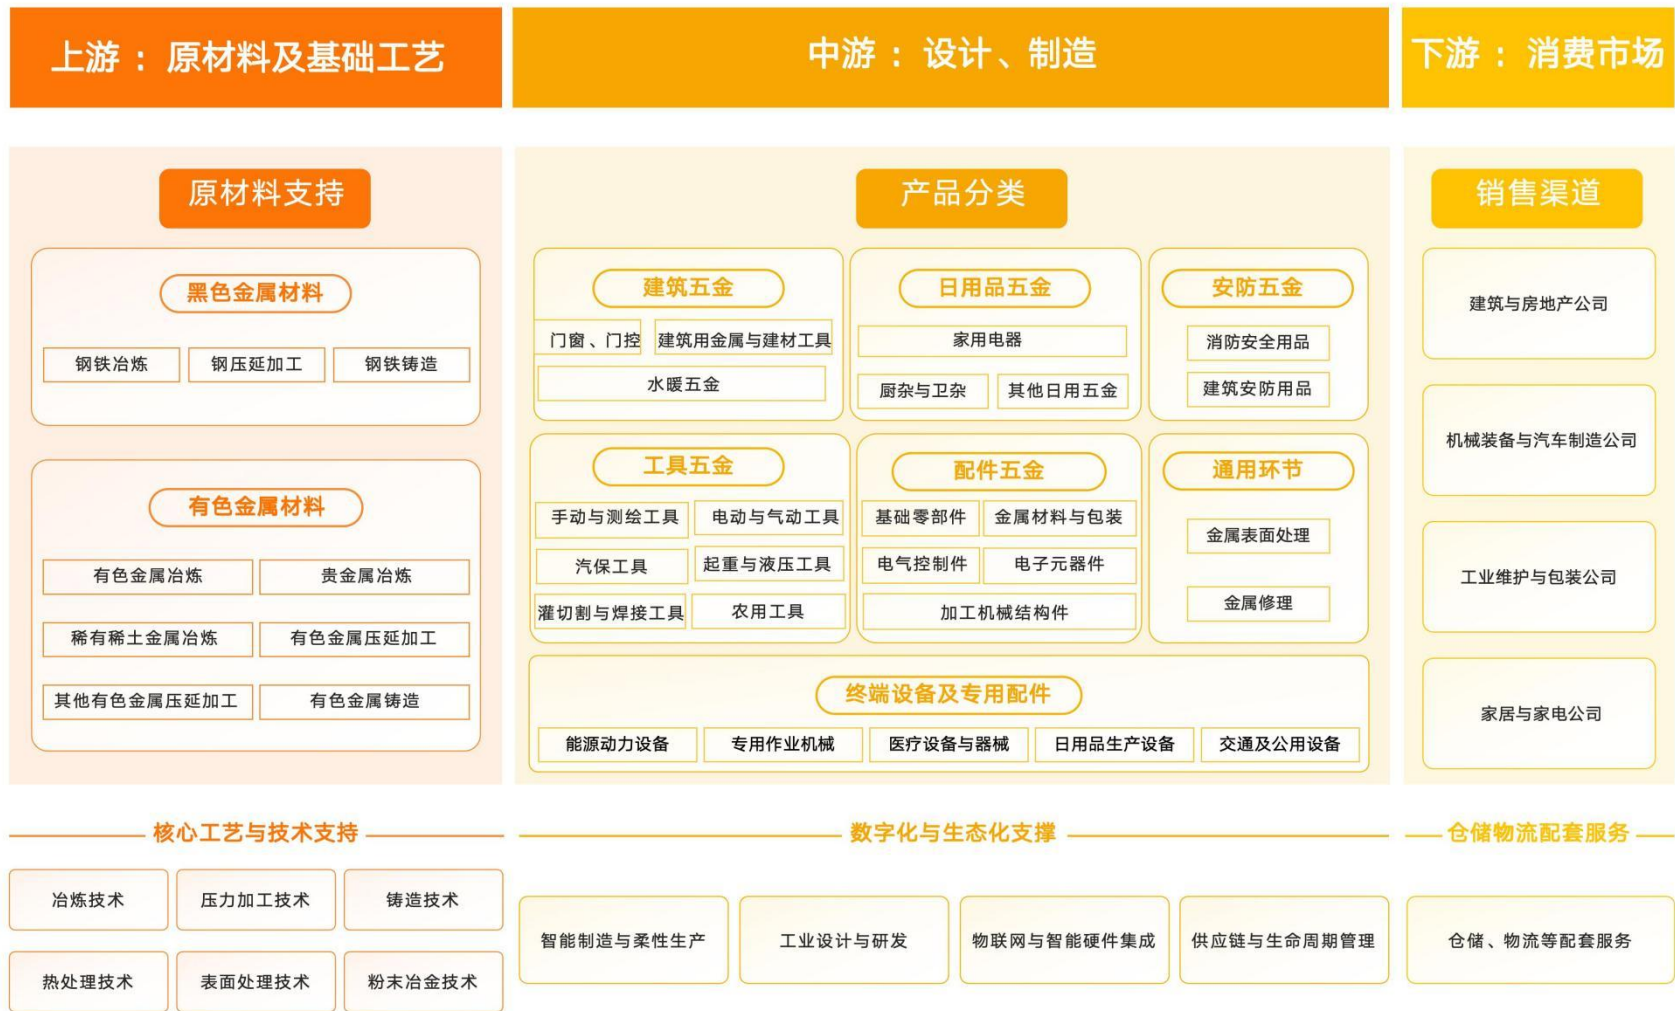 上游：原材料及基础工艺
中游：设计、制造
下游：消费市场
原材料支持
黑色金属材料
钢铁冶炼
钢压延加工
钢铁铸造
有色金属材料
有色金属冶炼
贵金属冶炼
稀有稀土金属冶炼
有色金属压延加工
其他有色金属压延加工
有色金属铸造
产品分类
建筑五金
门窗、门控
建筑用金属与建材工具
水暖五金
日用品五金
家用电器
厨杂与卫杂
其他日用五金
安防五金
消防安全用品
建筑安防用品
工具五金
手动与测绘工具
电动与气动工具
汽保工具
起重与液压工具
灌切割与焊接工具
农用工具
配件五金
基础零部件
金属材料与包装
电气控制件
电子元器件
加工机械结构件
通用环节
金属表面处理
金属修理
终端设备及专用配件
能源动力设备
专用作业机械
医疗设备与器械
日用品生产设备
交通及公用设备
销售渠道
建筑与房地产公司
机械装备与汽车制造公司
工业维护与包装公司
家居与家电公司
核心工艺与技术支持
冶炼技术
压力加工技术
铸造技术
热处理技术
表面处理技术
粉末冶金技术
数字化与生态化支撑
智能制造与柔性生产
工业设计与研发
物联网与智能硬件集成
供应链与生命周期管理
仓储物流配套服务
仓储、物流等配套服务